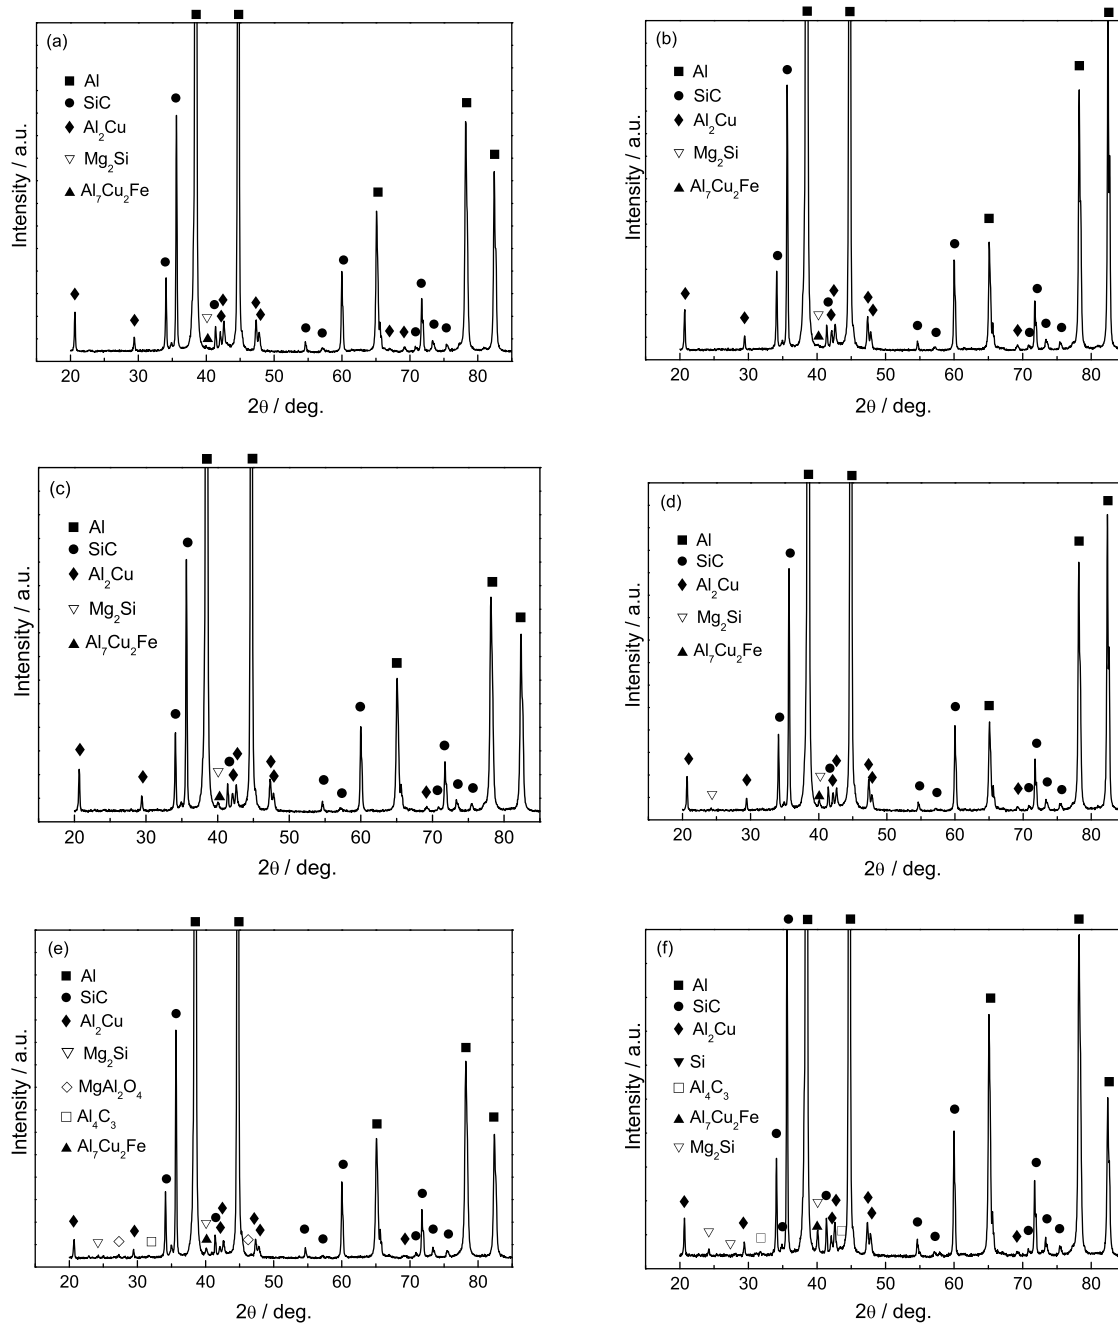 (a)
Al
SiC
Al2Cu
Mg2Si
Al7Cu2Fe
Intensity / a.u.
20 30 40 50 60 70 80
2θ / deg.
(b)
Al
SiC
Al2Cu
Mg2Si
Al7Cu2Fe
Intensity / a.u.
20 30 40 50 60 70 80
2θ / deg.
(c)
Al
SiC
Al2Cu
Mg2Si
Al7Cu2Fe
Intensity / a.u.
20 30 40 50 60 70 80
2θ / deg.
(d)
Al
SiC
Al2Cu
Mg2Si
Al7Cu2Fe
Intensity / a.u.
20 30 40 50 60 70 80
2θ / deg.
(e)
Al
SiC
Al2Cu
Mg2Si
MgAl2O4
Al4C3
Al7Cu2Fe
Intensity / a.u.
20 30 40 50 60 70 80
2θ / deg.
(f)
Al
SiC
Al2Cu
Si
Al4C3
Al7Cu2Fe
Mg2Si
Intensity / a.u.
20 30 40 50 60 70 80
2θ / deg.